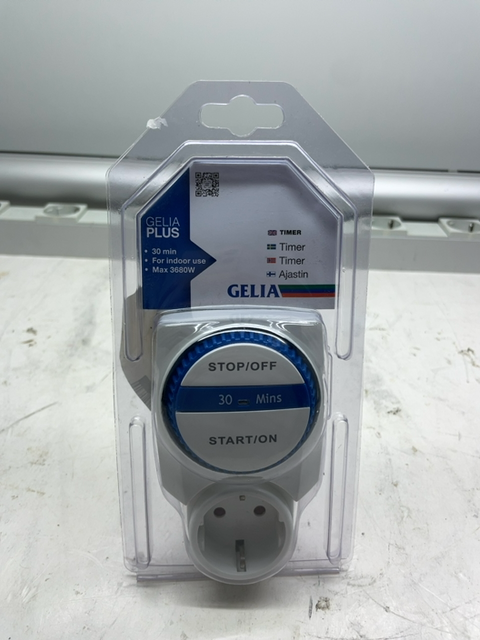 GELIA
PLUS
• 30 min
• For indoor use
• Max 3680W
TIMER
Timer
Timer
Ajastin
GELIA
STOP/OFF
30 Mins
START/ON